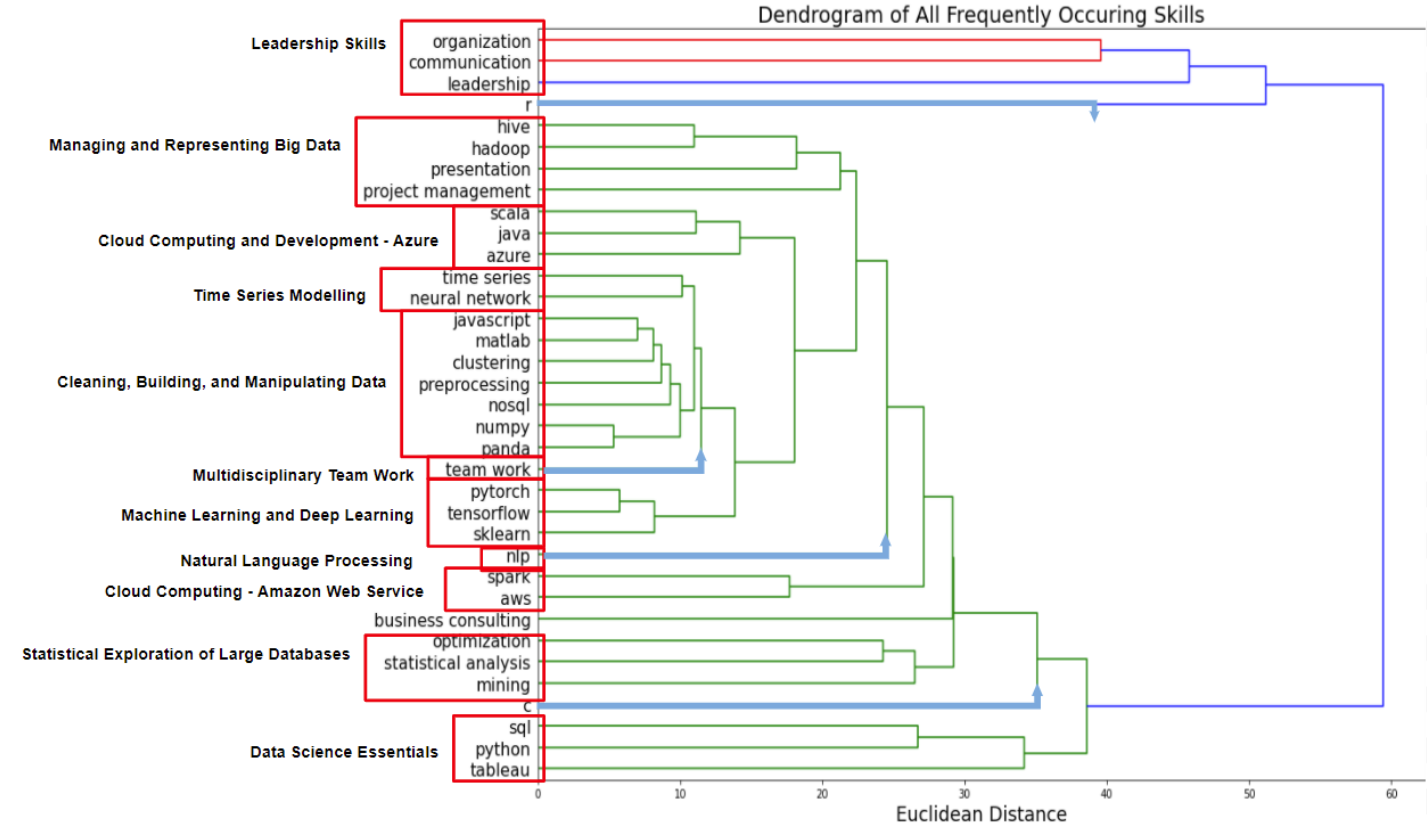 Dendrogram of All Frequently Occuring Skills
Leadership Skills
organization
communication
leadership
r
Managing and Representing Big Data
hive
hadoop
presentation
project management
Cloud Computing and Development - Azure
scala
java
azure
Time Series Modelling
time series
neural network
Cleaning, Building, and Manipulating Data
javascript
matlab
clustering
preprocessing
nosql
numpy
panda
Multidisciplinary Team Work
team work
Machine Learning and Deep Learning
pytorch
tensorflow
sklearn
Natural Language Processing
nlp
Cloud Computing - Amazon Web Service
spark
aws
business consulting
Statistical Exploration of Large Databases
optimization
statistical analysis
mining
c
Data Science Essentials
sql
python
tableau
0 10 20 30 40 50 60
Euclidean Distance